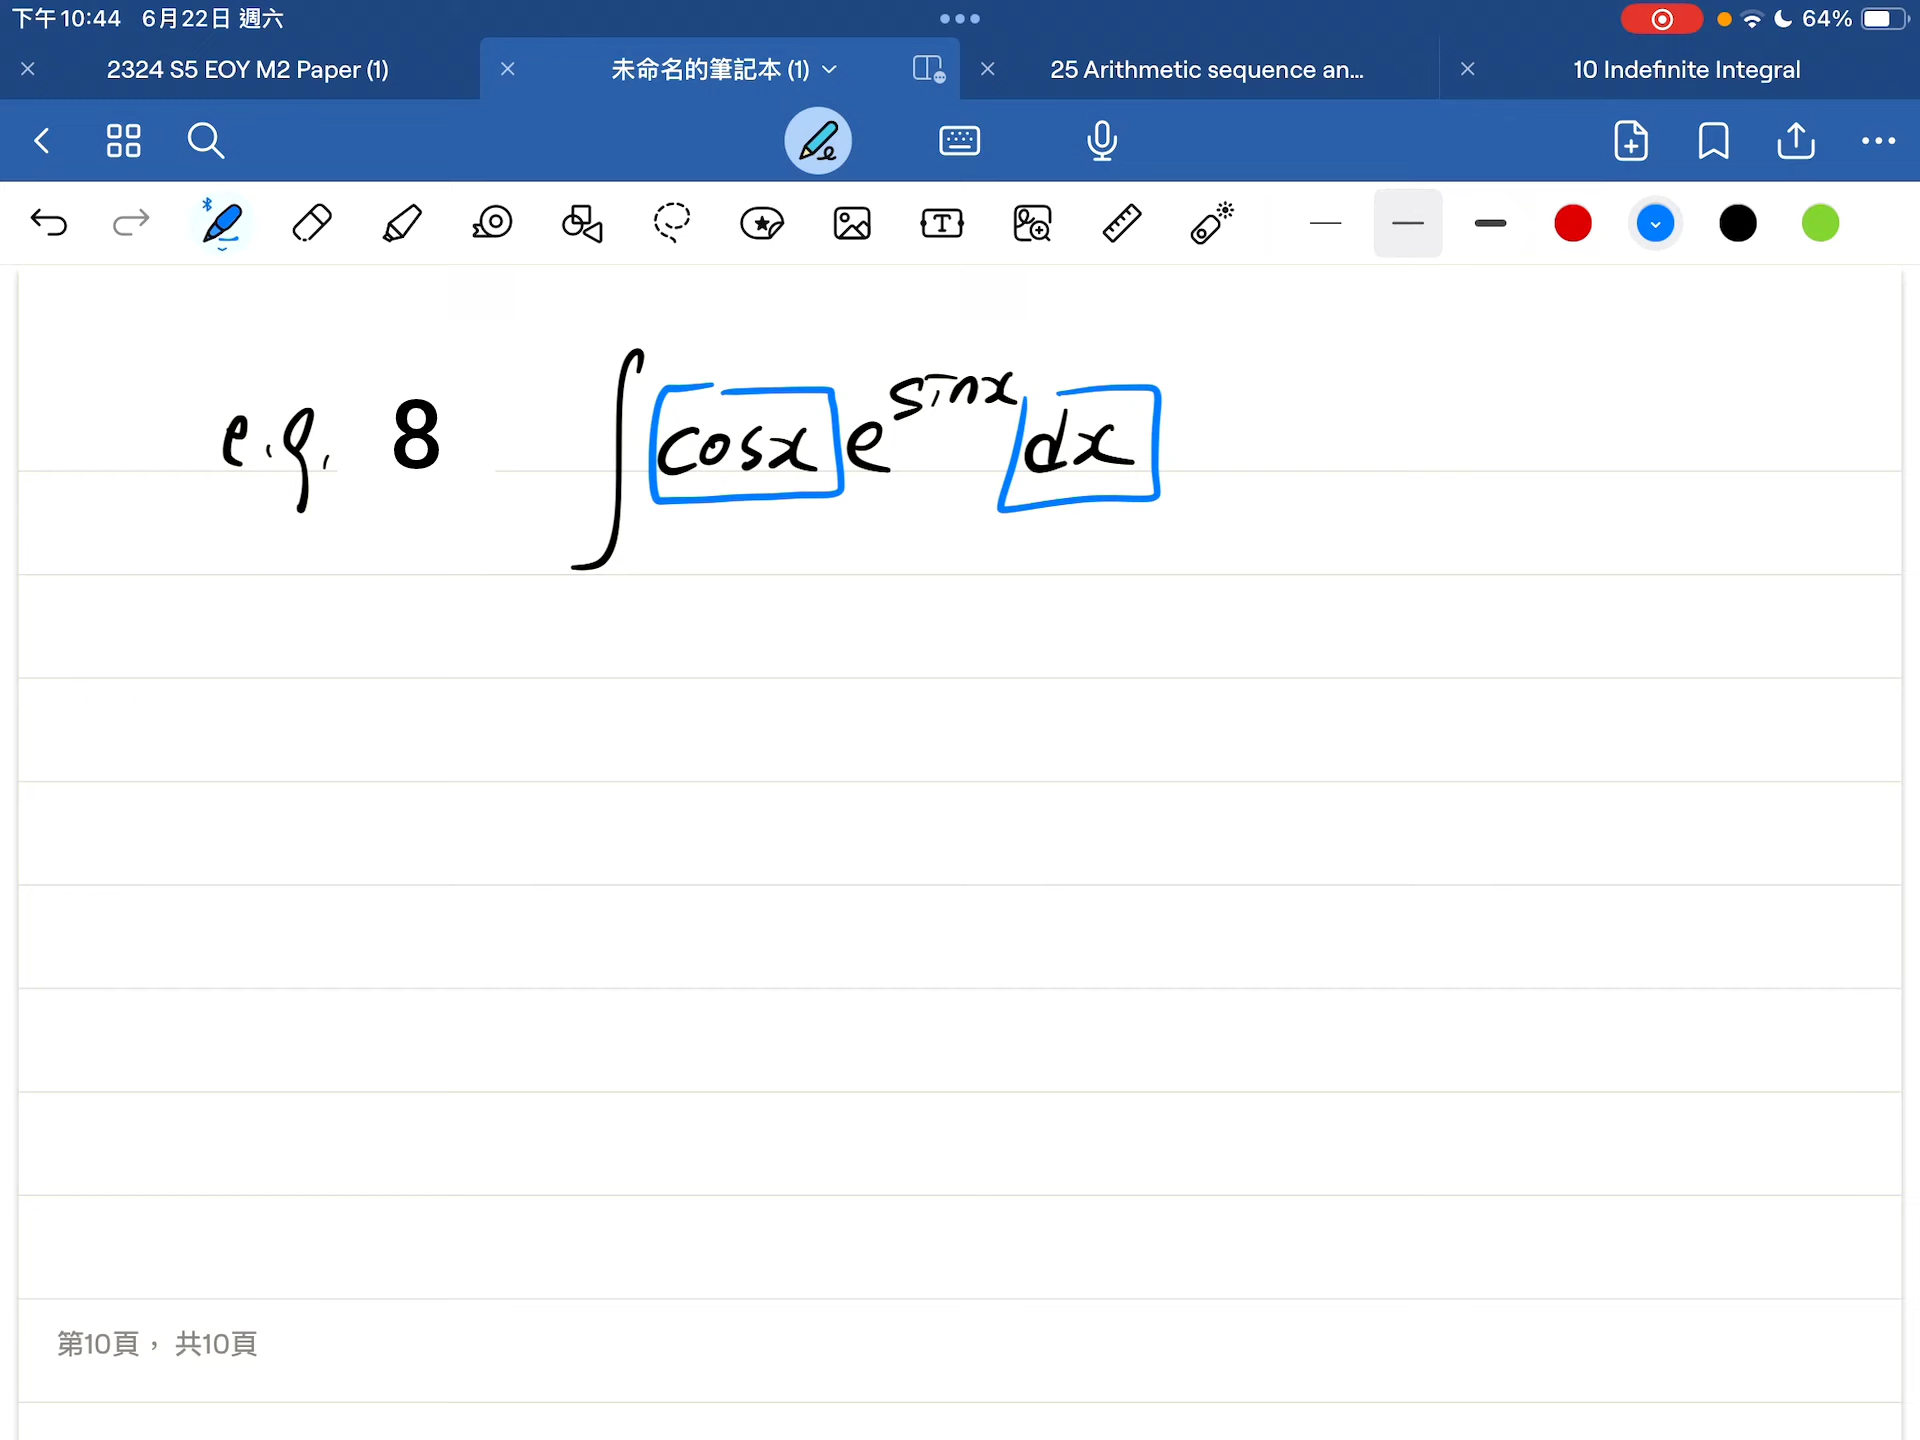 下午10:44 6月22日 週六 64%
2324 S5 EOY M2 Paper (1) 未命名的筆記本 (1) 25 Arithmetic sequence an... 10 Indefinite Integral
e.g. 8 ∫ cosx e^{sinx} dx
第10頁， 共10頁